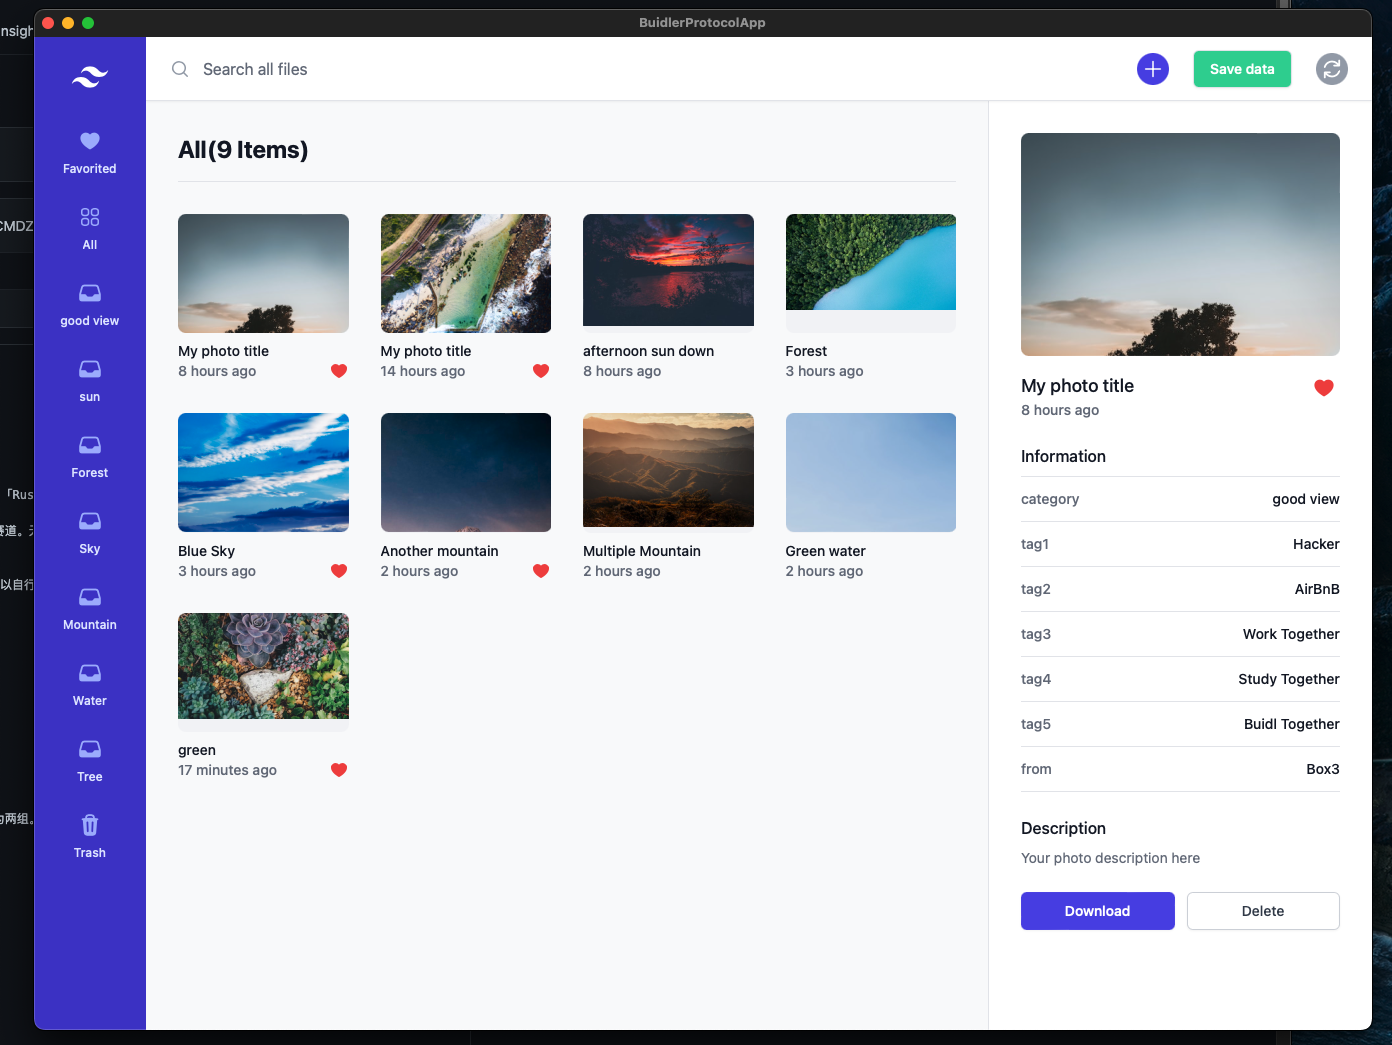 BuidlerProtocolApp
nsigh
CMDZ
「Rus
以自行
为两组。
Search all files
Save data
Favorited
All
good view
sun
Forest
Sky
Mountain
Water
Tree
Trash
All(9 Items)
My photo title
8 hours ago
My photo title
14 hours ago
afternoon sun down
8 hours ago
Forest
3 hours ago
Blue Sky
3 hours ago
Another mountain
2 hours ago
Multiple Mountain
2 hours ago
Green water
2 hours ago
green
17 minutes ago
My photo title
8 hours ago
Information
category good view
tag1 Hacker
tag2 AirBnB
tag3 Work Together
tag4 Study Together
tag5 Buidl Together
from Box3
Description
Your photo description here
Download
Delete